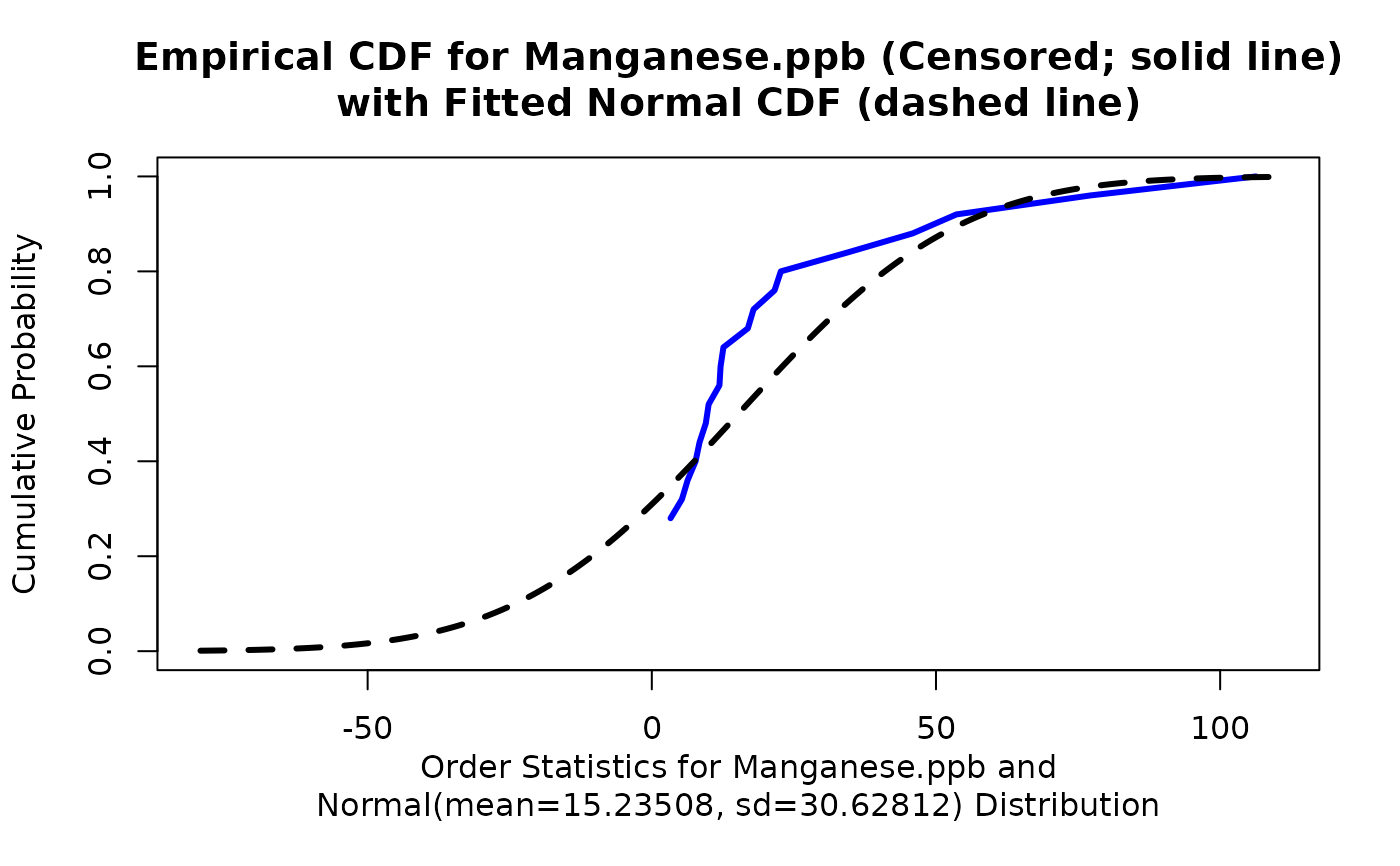 Empirical CDF for Manganese.ppb (Censored; solid line)
with Fitted Normal CDF (dashed line)
Cumulative Probability
1.0
0.8
0.6
0.4
0.2
0.0
-50
0
50
100
Order Statistics for Manganese.ppb and
Normal(mean=15.23508, sd=30.62812) Distribution